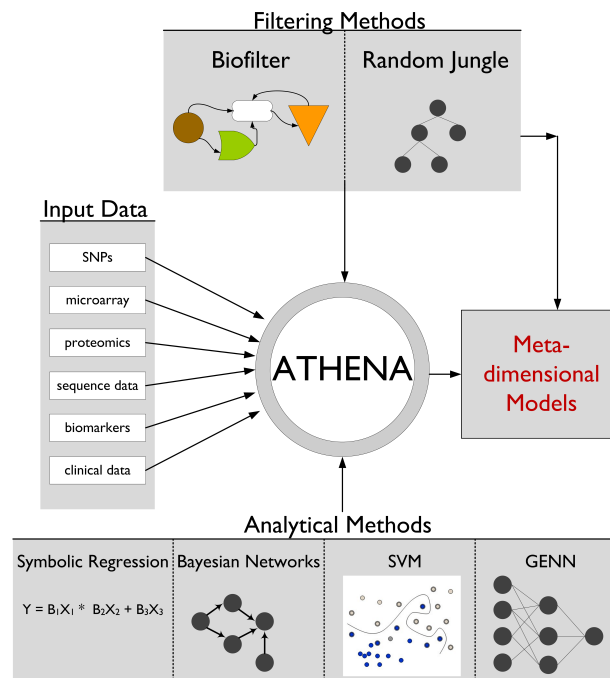 Filtering Methods
Biofilter
Random Jungle
Input Data
SNPs
microarray
proteomics
sequence data
biomarkers
clinical data
ATHENA
Meta-
dimensional
Models
Analytical Methods
Symbolic Regression
Bayesian Networks
SVM
GENN
Y = B₁X₁ * B₂X₂ + B₃X₃